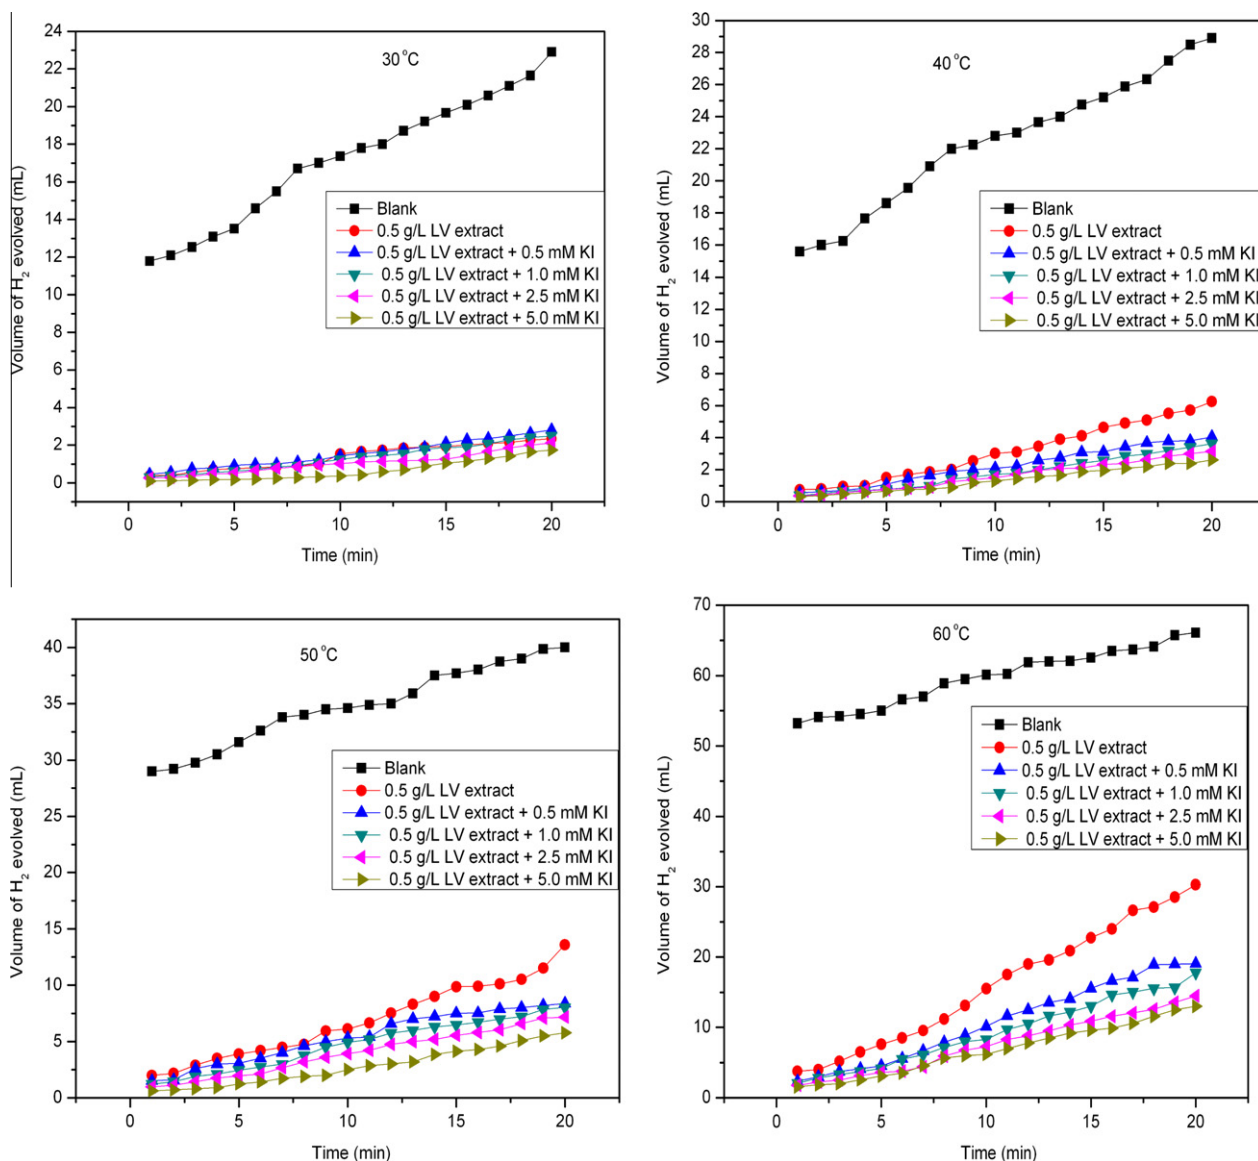 30 °C
Volume of H2 evolved (mL)
24
22
20
18
16
14
12
10
8
6
4
2
0
Blank
0.5 g/L LV extract
0.5 g/L LV extract + 0.5 mM KI
0.5 g/L LV extract + 1.0 mM KI
0.5 g/L LV extract + 2.5 mM KI
0.5 g/L LV extract + 5.0 mM KI
0 5 10 15 20
Time (min)
40 °C
Volume of H2 evolved (mL)
30
28
26
24
22
20
18
16
14
12
10
8
6
4
2
0
Blank
0.5 g/L LV extract
0.5 g/L LV extract + 0.5 mM KI
0.5 g/L LV extract + 1.0 mM KI
0.5 g/L LV extract + 2.5 mM KI
0.5 g/L LV extract + 5.0 mM KI
0 5 10 15 20
Time (min)
50 °C
Volume of H2 evolved (mL)
40
35
30
25
20
15
10
5
0
Blank
0.5 g/L LV extract
0.5 g/L LV extract + 0.5 mM KI
0.5 g/L LV extract + 1.0 mM KI
0.5 g/L LV extract + 2.5 mM KI
0.5 g/L LV extract + 5.0 mM KI
0 5 10 15 20
Time (min)
60 °C
Volume of H2 evolved (mL)
70
60
50
40
30
20
10
0
Blank
0.5 g/L LV extract
0.5 g/L LV extract + 0.5 mM KI
0.5 g/L LV extract + 1.0 mM KI
0.5 g/L LV extract + 2.5 mM KI
0.5 g/L LV extract + 5.0 mM KI
0 5 10 15 20
Time (min)